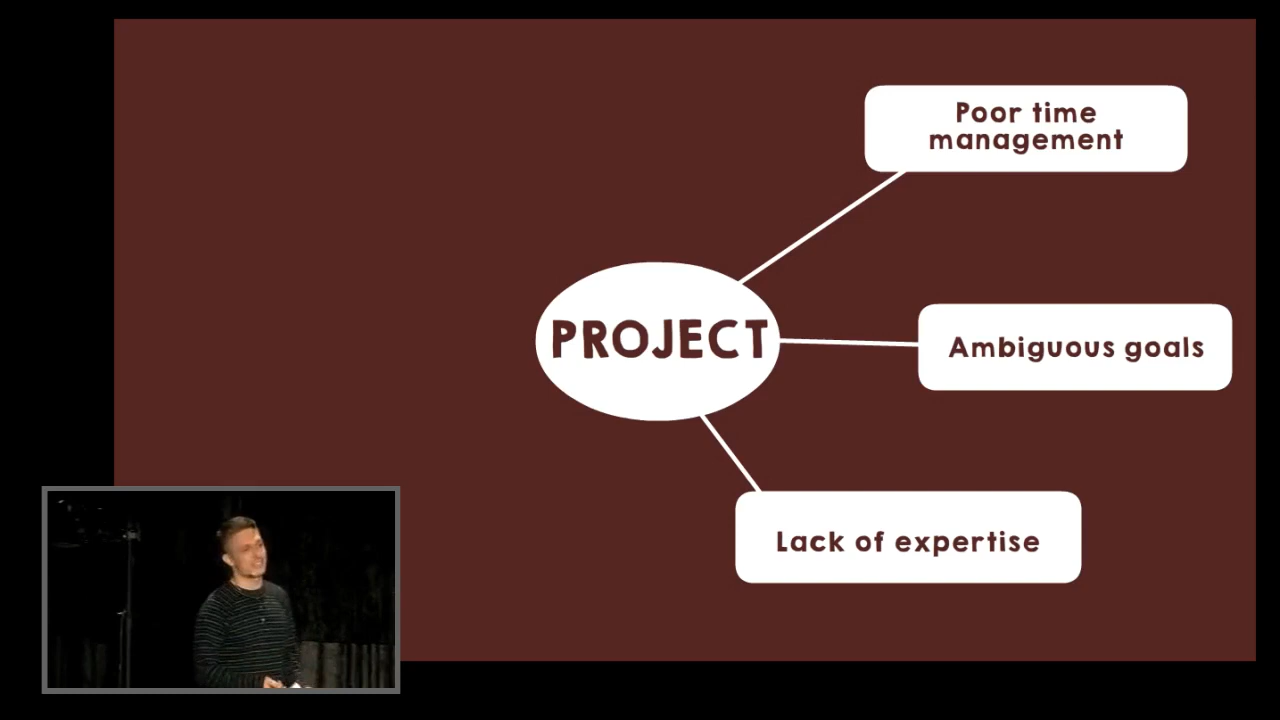 Poor time
management
PROJECT
Ambiguous goals
Lack of expertise